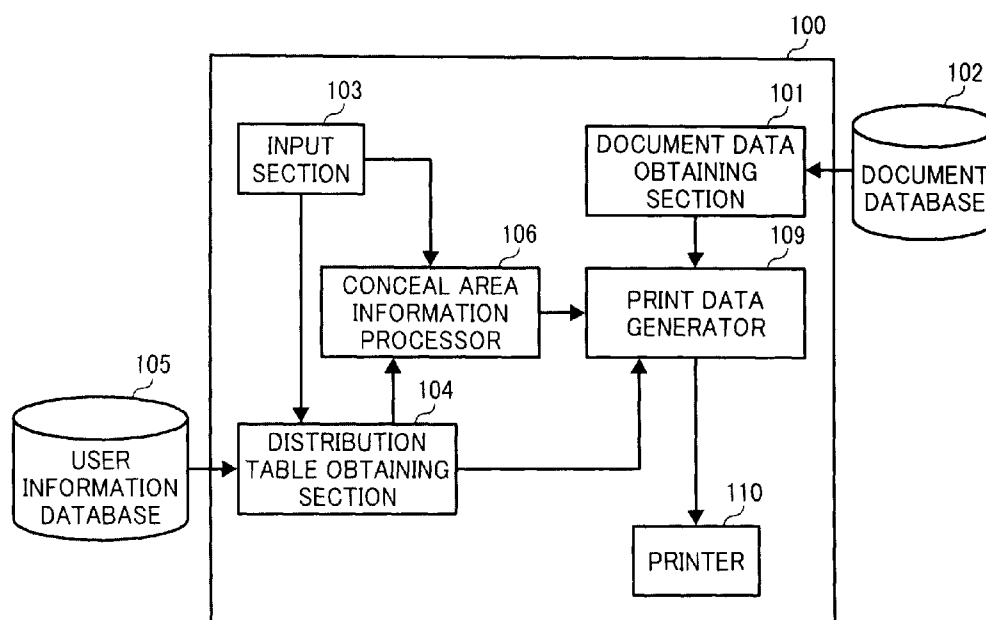 100
103
INPUT
SECTION
101
DOCUMENT DATA
OBTAINING
SECTION
102
DOCUMENT
DATABASE
106
CONCEAL AREA
INFORMATION
PROCESSOR
109
PRINT DATA
GENERATOR
105
USER
INFORMATION
DATABASE
104
DISTRIBUTION
TABLE OBTAINING
SECTION
110
PRINTER